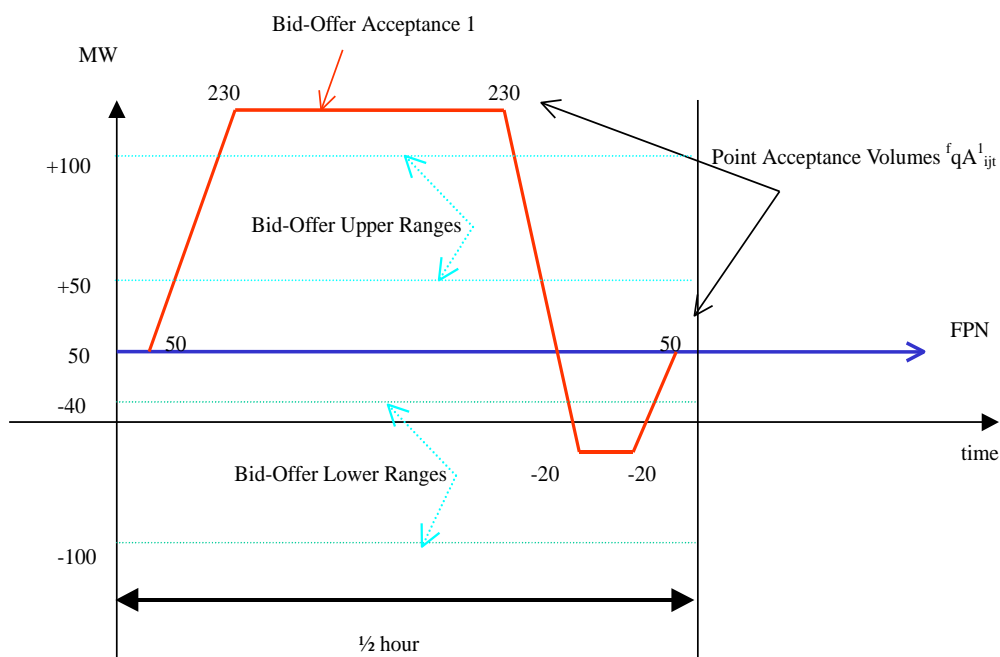 Bid-Offer Acceptance 1
MW
230
230
+100
Point Acceptance Volumes ᶠqA¹ᵢⱼₜ
Bid-Offer Upper Ranges
+50
FPN
50
50
50
-40
time
Bid-Offer Lower Ranges
-20
-20
-100
½ hour